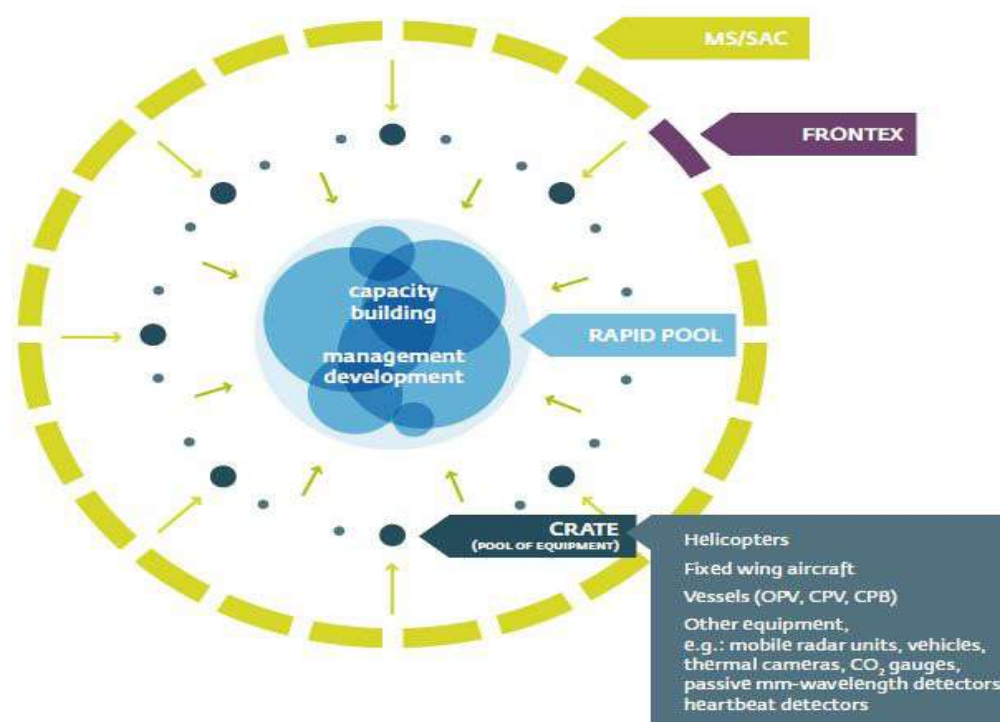 MS/SAC
FRONTEX
capacity
building
management
development
RAPID POOL
CRATE
(POOL OF EQUIPMENT)
Helicopters
Fixed wing aircraft
Vessels (OPV, CPV, CPB)
Other equipment,
e.g.: mobile radar units, vehicles,
thermal cameras, CO₂ gauges,
passive mm-wavelength detectors
heartbeat detectors